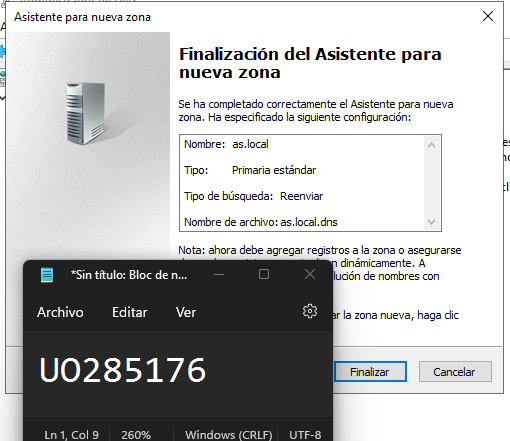 Asistente para nueva zona
Finalización del Asistente para
nueva zona
Se ha completado correctamente el Asistente para nueva
zona. Ha especificado la siguiente configuración:
Nombre: as.local
Tipo: Primaria estándar
Tipo de búsqueda: Reenviar
Nombre de archivo: as.local.dns
Nota: ahora debe agregar registros a la zona o asegurarse
dinámicamente. A
lución de nombres con
la zona nueva, haga clic
Finalizar
Cancelar
*Sin título: Bloc de n...
Archivo Editar Ver
UO285176
Ln 1, Col 9 260% Windows (CRLF) UTF-8